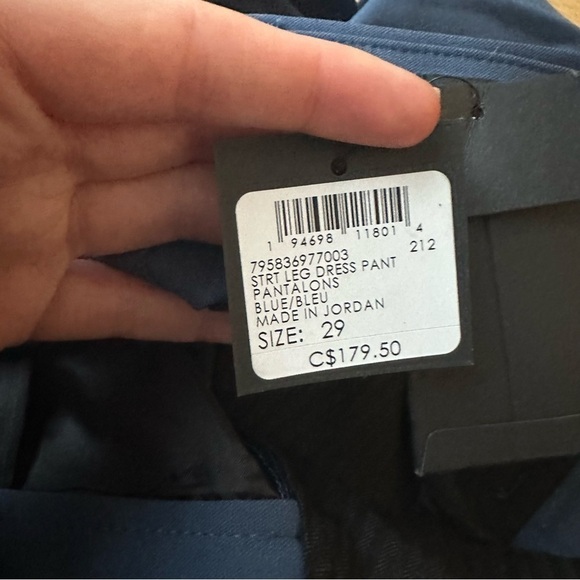 1 94698 11801 4
795836977003 212
STRT LEG DRESS PANT
PANTALONS
BLUE/BLEU
MADE IN JORDAN
SIZE: 29
C$179.50